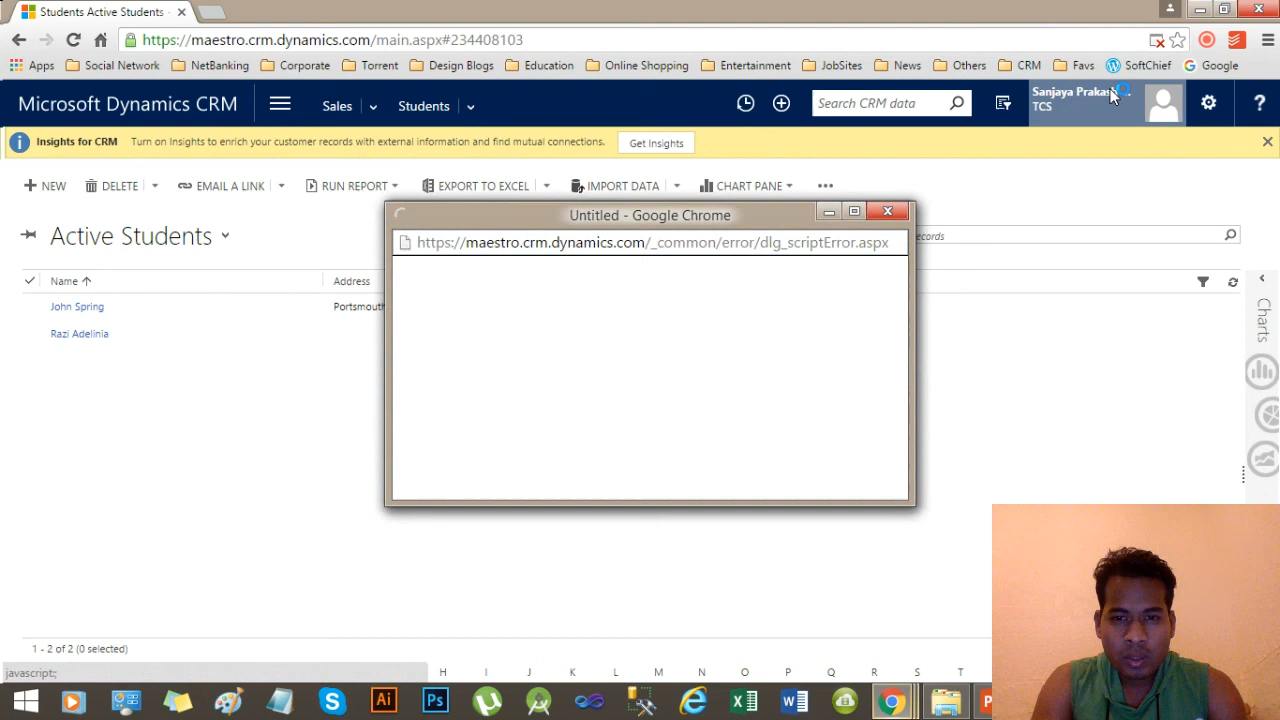 Students Active Students
https://maestro.crm.dynamics.com/main.aspx#234408103
Apps Social Network NetBanking Corporate Torrent Design Blogs Education Online Shopping Entertainment JobSites News Others CRM Favs SoftChief Google
Microsoft Dynamics CRM Sales Students Search CRM data Sanjaya Prakas
TCS
?
Insights for CRM Turn on Insights to enrich your customer records with external information and find mutual connections. Get Insights
NEW DELETE EMAIL A LINK RUN REPORT EXPORT TO EXCEL IMPORT DATA CHART PANE
Untitled - Google Chrome
Active Students
ecords
https://maestro.crm.dynamics.com/_common/error/dlg_scriptError.aspx
Name Address
John Spring Portsmouth
Razi Adelinia
Charts
1 - 2 of 2 (0 selected)
javascript:; H I J K L M N O P Q R S T
Ai Ps